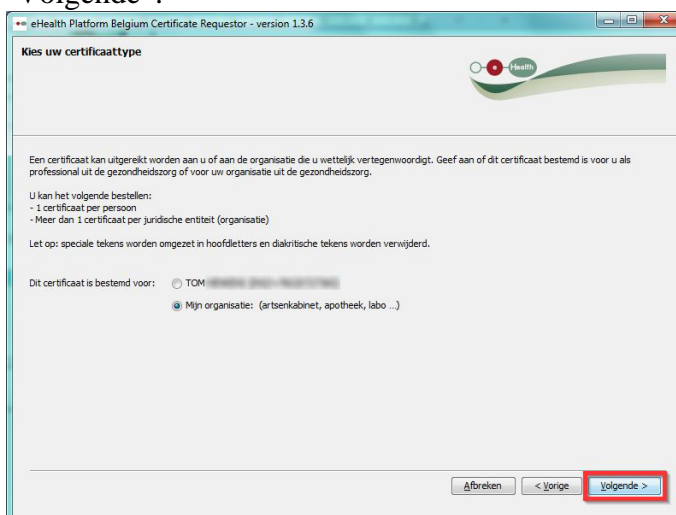 "Volgende".
eHealth Platform Belgium Certificate Requestor - version 1.3.6
Kies uw certificaattype
Health
Een certificaat kan uitgereikt worden aan u of aan de organisatie die u wettelijk vertegenwoordigt. Geef aan of dit certificaat bestemd is voor u als
professional uit de gezondheidszorg of voor uw organisatie uit de gezondheidszorg.
U kan het volgende bestellen:
- 1 certificaat per persoon
- Meer dan 1 certificaat per juridische entiteit (organisatie)
Let op: speciale tekens worden omgezet in hoofdletters en diakritische tekens worden verwijderd.
Dit certificaat is bestemd voor: TOM
Mijn organisatie: (artsenkabinet, apotheek, labo ...)
Afbreken < Vorige Volgende >